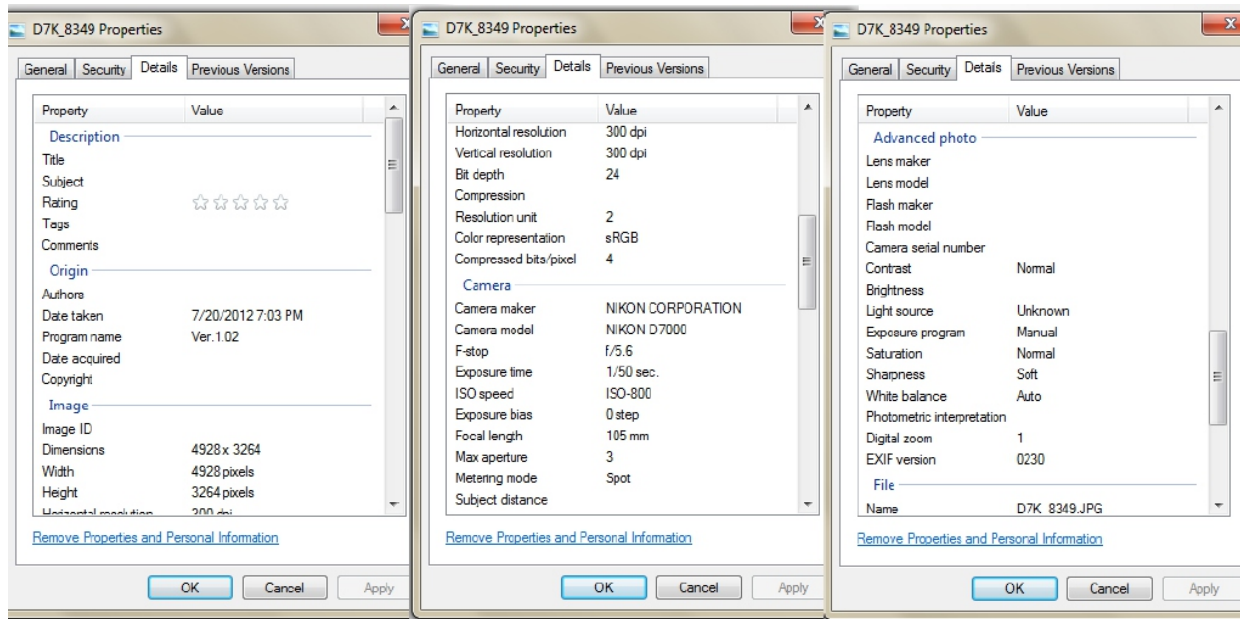 D7K_8349 Properties
General Security Details Previous Versions
Property Value
Description
Title
Subject
Rating
Tags
Comments
Origin
Authors
Date taken 7/20/2012 7:03 PM
Program name Ver.1.02
Date acquired
Copyright
Image
Image ID
Dimensions 4928 x 3264
Width 4928 pixels
Height 3264 pixels
Horizontal resolution 300 dpi
Remove Properties and Personal Information
OK Cancel Apply
D7K_8349 Properties
General Security Details Previous Versions
Property Value
Horizontal resolution 300 dpi
Vertical resolution 300 dpi
Bit depth 24
Compression
Resolution unit 2
Color representation sRGB
Compressed bits/pixel 4
Camera
Camera maker NIKON CORPORATION
Camera model NIKON D7000
F-stop f/5.6
Exposure time 1/50 sec.
ISO speed ISO-800
Exposure bias 0 step
Focal length 105 mm
Max aperture 3
Metering mode Spot
Subject distance
Remove Properties and Personal Information
OK Cancel Apply
D7K_8349 Properties
General Security Details Previous Versions
Property Value
Advanced photo
Lens maker
Lens model
Flash maker
Flash model
Camera serial number
Contrast Normal
Brightness
Light source Unknown
Exposure program Manual
Saturation Normal
Sharpness Soft
White balance Auto
Photometric interpretation
Digital zoom 1
EXIF version 0230
File
Name D7K_8349.JPG
Remove Properties and Personal Information
OK Cancel Apply